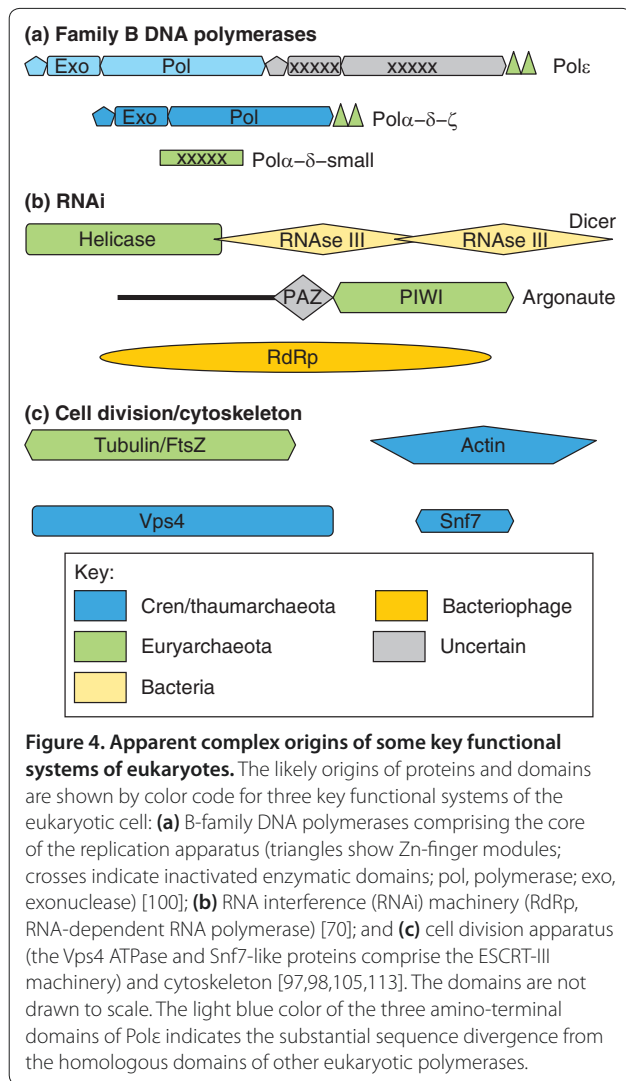 (a) Family B DNA polymerases
Exo Pol xxxxx xxxxx Polε
Exo Pol Polα–δ–ζ
xxxxx Polα–δ–small
(b) RNAi
Dicer
Helicase RNAse III RNAse III
PAZ PIWI Argonaute
RdRp
(c) Cell division/cytoskeleton
Tubulin/FtsZ Actin
Vps4 Snf7
Key:
Cren/thaumarchaeota Bacteriophage
Euryarchaeota Uncertain
Bacteria
Figure 4. Apparent complex origins of some key functional
systems of eukaryotes. The likely origins of proteins and domains
are shown by color code for three key functional systems of the
eukaryotic cell: (a) B-family DNA polymerases comprising the core
of the replication apparatus (triangles show Zn-finger modules;
crosses indicate inactivated enzymatic domains; pol, polymerase; exo,
exonuclease) [100]; (b) RNA interference (RNAi) machinery (RdRp,
RNA-dependent RNA polymerase) [70]; and (c) cell division apparatus
(the Vps4 ATPase and Snf7-like proteins comprise the ESCRT-III
machinery) and cytoskeleton [97,98,105,113]. The domains are not
drawn to scale. The light blue color of the three amino-terminal
domains of Polε indicates the substantial sequence divergence from
the homologous domains of other eukaryotic polymerases.